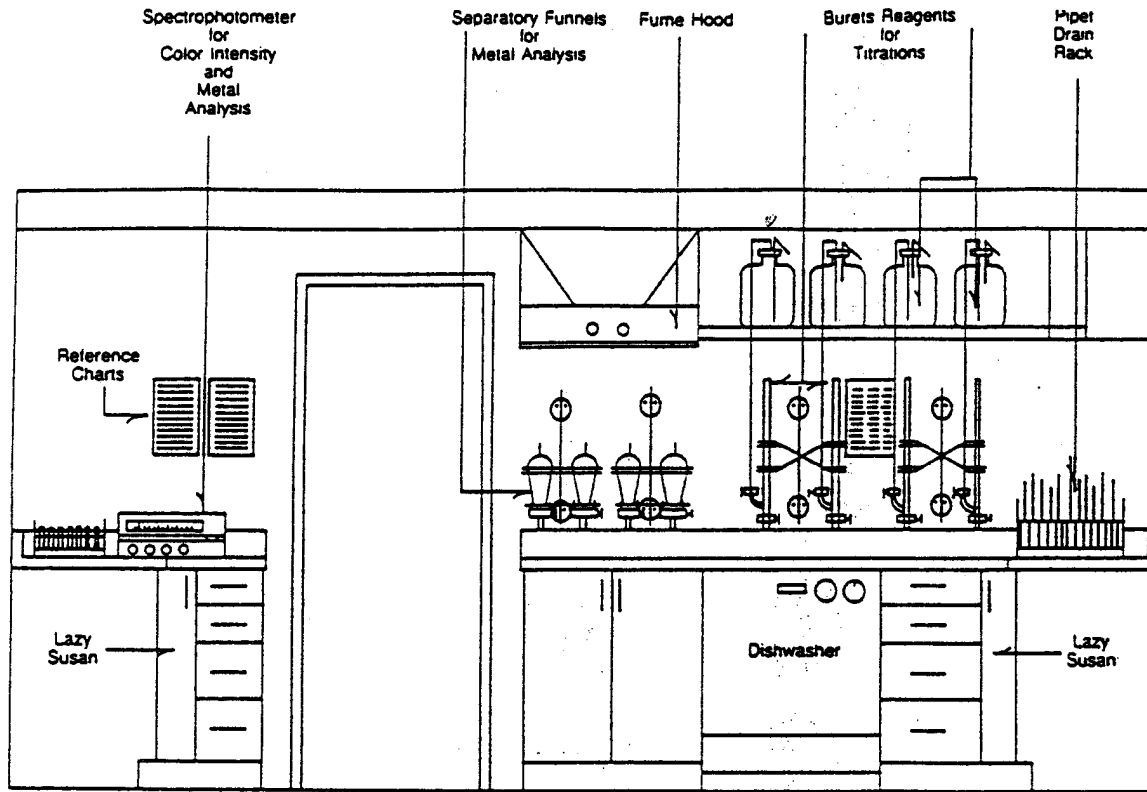 Spectrophotometer
for
Color Intensity
and
Metal
Analysis
Separatory Funnels
for
Metal Analysis
Fume Hood
Burets Reagents
for
Titrations
Pipet
Drain
Rack
Reference
Charts
Lazy
Susan
Dishwasher
Lazy
Susan